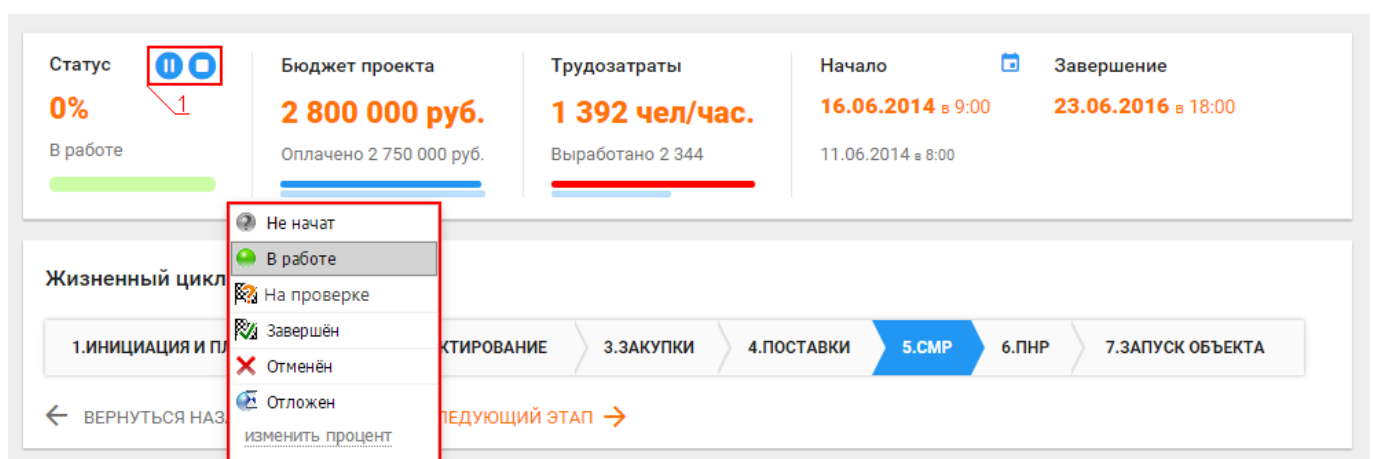 Статус
1
0%
В работе
Бюджет проекта
2 800 000 руб.
Оплачено 2 750 000 руб.
Трудозатраты
1 392 чел/час.
Выработано 2 344
Начало
16.06.2014 в 9:00
11.06.2014 в 8:00
Завершение
23.06.2016 в 18:00
Не начат
В работе
На проверке
Завершён
Отменён
Отложен
изменить процент
Жизненный цикл
1.ИНИЦИАЦИЯ И ПЛ
КТИРОВАНИЕ
3.ЗАКУПКИ
4.ПОСТАВКИ
5.СМР
6.ПНР
7.ЗАПУСК ОБЪЕКТА
ВЕРНУТЬСЯ НАЗ
ЛЕДУЮЩИЙ ЭТАП